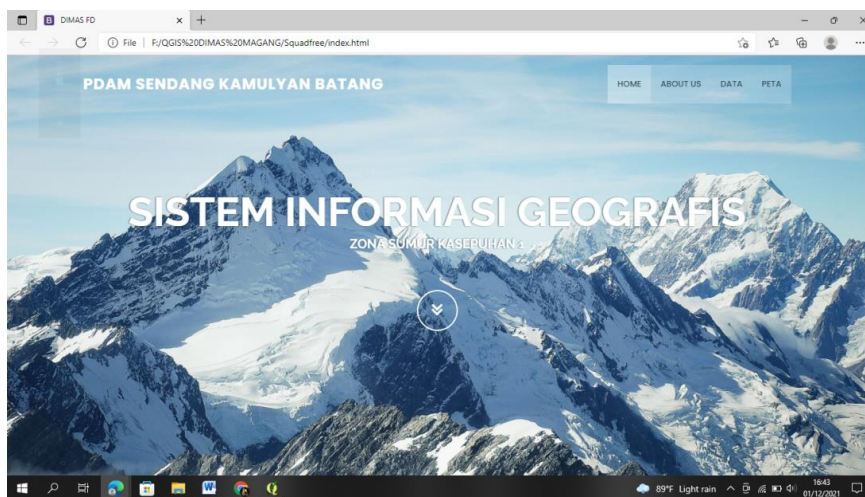 DIMAS FD
File | F:/QGIS%20DIMAS%20MAGANG/Squadfree/index.html
PDAM SENDANG KAMULYAN BATANG
HOME ABOUT US DATA PETA
SISTEM INFORMASI GEOGRAFIS
ZONA SUMUR KASEPUHAN 1
89°F Light rain
16:43
01/12/2021